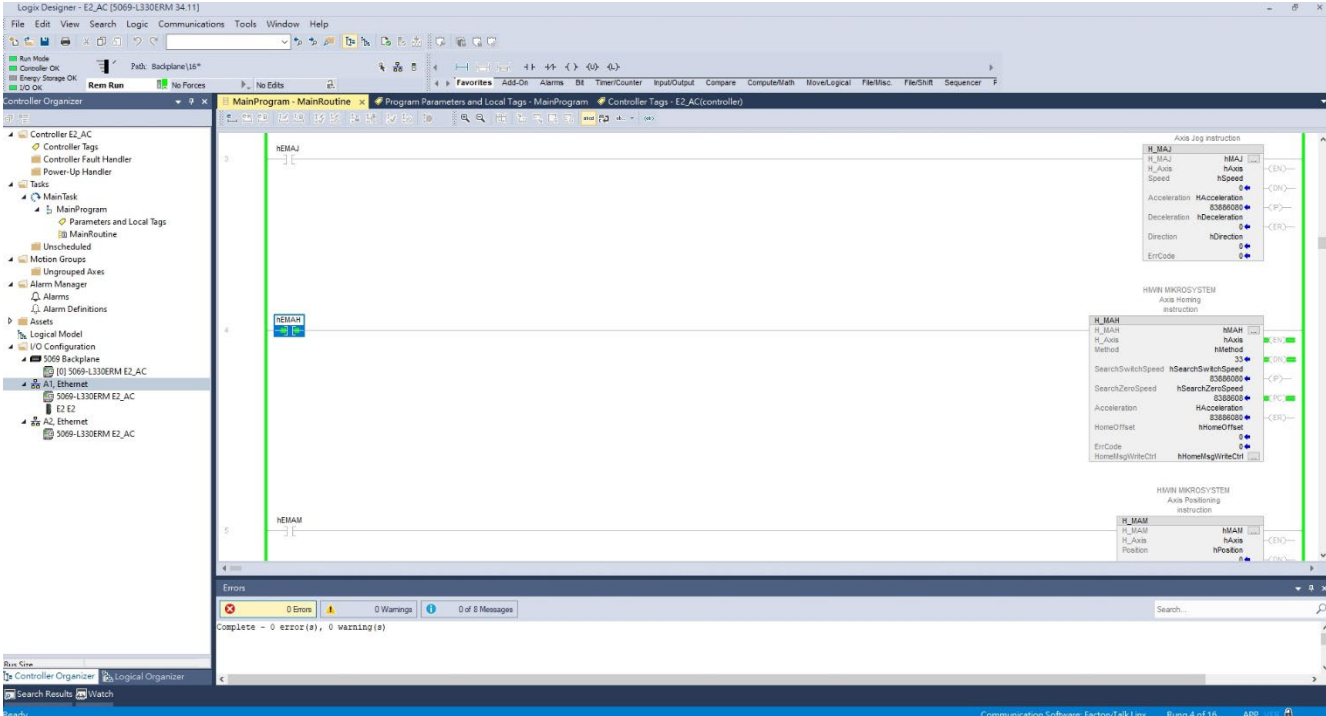 Logix Designer - E2_AC [5069-L330ERM 34.11]
File Edit View Search Logic Communications Tools Window Help
Run Mode
Controller OK
Energy Storage OK
I/O OK
Path: Backplane\16*
Rem Run
No Forces
No Edits
Favorites Add-On Alarms Bit Timer/Counter Input/Output Compare Compute/Math Move/Logical File/Misc. File/Shift Sequencer
Controller Organizer
MainProgram - MainRoutine
Program Parameters and Local Tags - MainProgram
Controller Tags - E2_AC(controller)
Controller E2_AC
Controller Tags
Controller Fault Handler
Power-Up Handler
Tasks
MainTask
MainProgram
Parameters and Local Tags
MainRoutine
Unscheduled
Motion Groups
Ungrouped Axes
Alarm Manager
Alarms
Alarm Definitions
Assets
Logical Model
I/O Configuration
5069 Backplane
[0] 5069-L330ERM E2_AC
A1, Ethernet
5069-L330ERM E2_AC
E2 E2
A2, Ethernet
5069-L330ERM E2_AC
3
hEMAJ
Axis Jog instruction
H_MAJ
H_MAJ hMAJ
H_Axis hAxis
Speed hSpeed
0
Acceleration HAcceleration
83886080
Deceleration hDeceleration
0
Direction hDirection
0
ErrCode 0
EN
DN
IP
ER
4
hEMAH
HIWIN MIKROSYSTEM
Axis Homing
instruction
H_MAH
H_MAH hMAH
H_Axis hAxis
Method hMethod
33
SearchSwitchSpeed hSearchSwitchSpeed
83886080
SearchZeroSpeed hSearchZeroSpeed
8388608
Acceleration HAcceleration
83886080
HomeOffset hHomeOffset
0
ErrCode 0
HomeMsgWriteCtrl hHomeMsgWriteCtrl
EN
DN
IP
PC
ER
5
hEMAM
HIWIN MIKROSYSTEM
Axis Positioning
instruction
H_MAM
H_MAM hMAM
H_Axis hAxis
Position hPosition
EN
Errors
0 Errors
0 Warnings
0 of 8 Messages
Search...
Complete - 0 error(s), 0 warning(s)
Controller Organizer
Logical Organizer
Search Results
Watch
Ready
Communication Software: FactoryTalk Linx
Rung 4 of 16
APP
VER